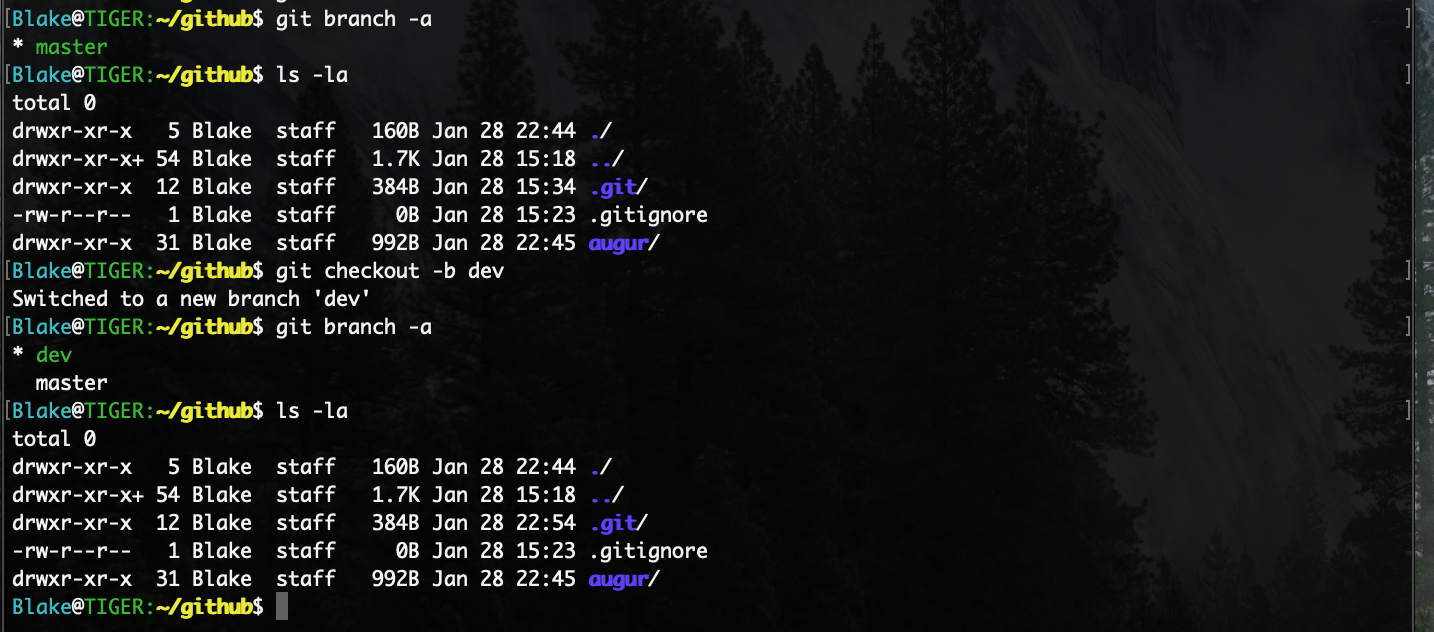 [Blake@TIGER:~/github$ git branch -a ]
* master
[Blake@TIGER:~/github$ ls -la ]
total 0
drwxr-xr-x   5 Blake  staff   160B Jan 28 22:44 ./
drwxr-xr-x+ 54 Blake  staff   1.7K Jan 28 15:18 ../
drwxr-xr-x  12 Blake  staff   384B Jan 28 15:34 .git/
-rw-r--r--   1 Blake  staff     0B Jan 28 15:23 .gitignore
drwxr-xr-x  31 Blake  staff   992B Jan 28 22:45 augur/
[Blake@TIGER:~/github$ git checkout -b dev ]
Switched to a new branch 'dev'
[Blake@TIGER:~/github$ git branch -a ]
* dev
  master
[Blake@TIGER:~/github$ ls -la ]
total 0
drwxr-xr-x   5 Blake  staff   160B Jan 28 22:44 ./
drwxr-xr-x+ 54 Blake  staff   1.7K Jan 28 15:18 ../
drwxr-xr-x  12 Blake  staff   384B Jan 28 22:54 .git/
-rw-r--r--   1 Blake  staff     0B Jan 28 15:23 .gitignore
drwxr-xr-x  31 Blake  staff   992B Jan 28 22:45 augur/
Blake@TIGER:~/github$